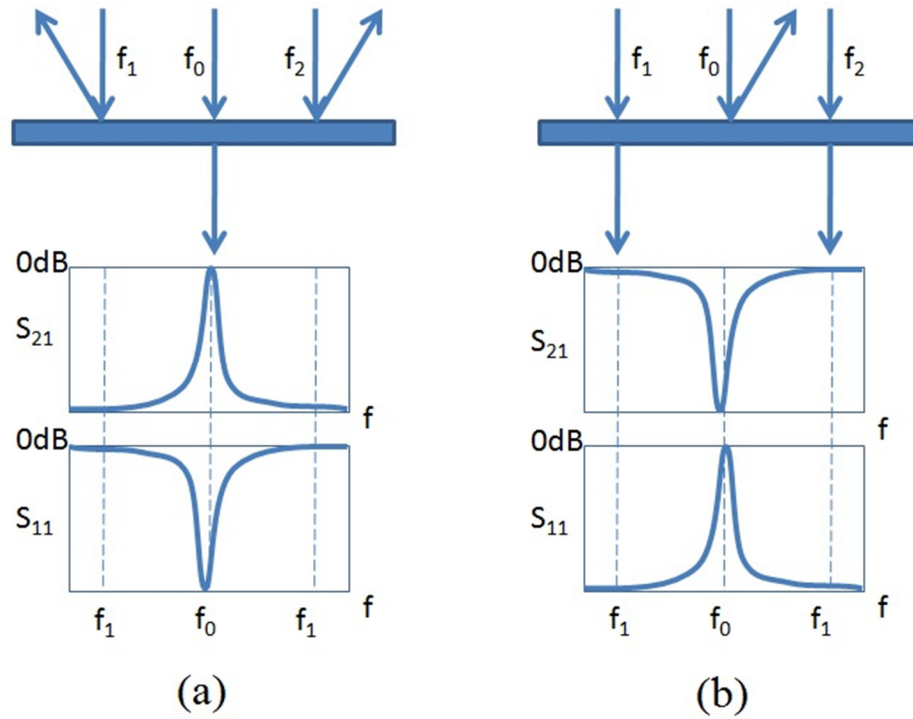 f₁ f₀ f₂
f₁ f₀ f₂
0dB
S₂₁
f
0dB
S₁₁
f
f₁ f₀ f₁
(a)
0dB
S₂₁
f
0dB
S₁₁
f
f₁ f₀ f₁
(b)